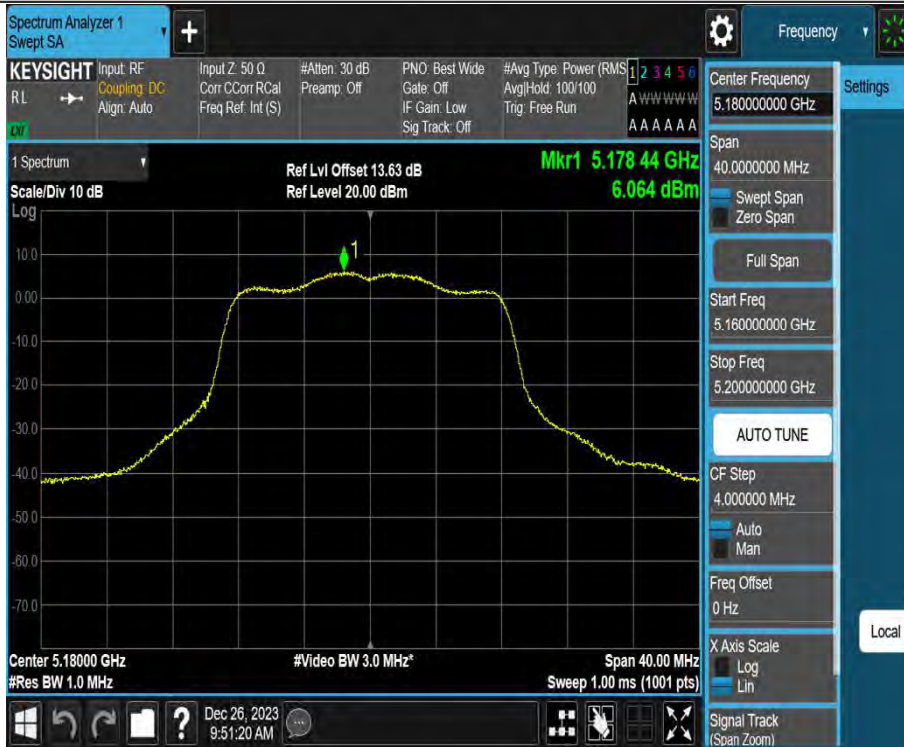 Spectrum Analyzer 1
Swept SA
Frequency
KEYSIGHT
RL
LXI
Input: RF
Coupling: DC
Align: Auto
Input Z: 50 Ω
Corr CCorr RCal
Freq Ref: Int (S)
#Atten: 30 dB
Preamp: Off
PNO: Best Wide
Gate: Off
IF Gain: Low
Sig Track: Off
#Avg Type: Power (RMS
Avg|Hold: 100/100
Trig: Free Run
1 2 3 4 5 6
A W W W W W
A A A A A A
Center Frequency
5.180000000 GHz
Settings
Span
40.0000000 MHz
Swept Span
Zero Span
Full Span
Start Freq
5.160000000 GHz
Stop Freq
5.200000000 GHz
AUTO TUNE
CF Step
4.000000 MHz
Auto
Man
Freq Offset
0 Hz
X Axis Scale
Log
Lin
Signal Track
(Span Zoom)
Local
1 Spectrum
Scale/Div 10 dB
Log
Ref Lvl Offset 13.63 dB
Ref Level 20.00 dBm
Mkr1 5.178 44 GHz
6.064 dBm
1
10.0
0.00
-10.0
-20.0
-30.0
-40.0
-50.0
-60.0
-70.0
Center 5.18000 GHz
#Video BW 3.0 MHz*
Span 40.00 MHz
#Res BW 1.0 MHz
Sweep 1.00 ms (1001 pts)
Dec 26, 2023
9:51:20 AM